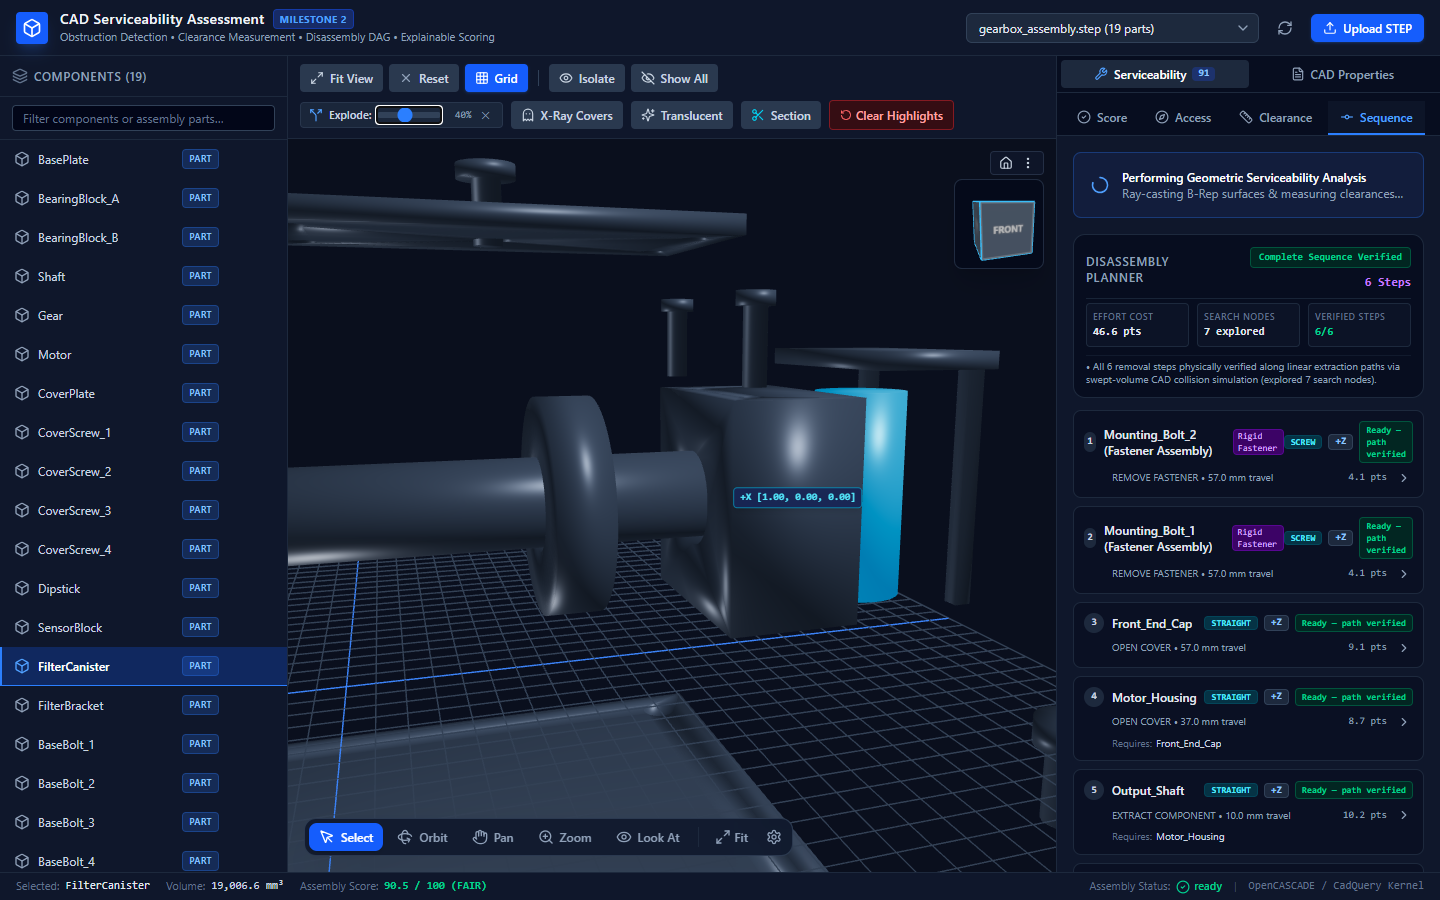 CAD Serviceability Assessment MILESTONE 2
Obstruction Detection • Clearance Measurement • Disassembly DAG • Explainable Scoring
gearbox_assembly.step (19 parts)
Upload STEP
COMPONENTS (19)
Filter components or assembly parts...
BasePlate PART
BearingBlock_A PART
BearingBlock_B PART
Shaft PART
Gear PART
Motor PART
CoverPlate PART
CoverScrew_1 PART
CoverScrew_2 PART
CoverScrew_3 PART
CoverScrew_4 PART
Dipstick PART
SensorBlock PART
FilterCanister PART
FilterBracket PART
BaseBolt_1 PART
BaseBolt_2 PART
BaseBolt_3 PART
BaseBolt_4 PART
Fit View Reset Grid Isolate Show All
Explode: 40% X-Ray Covers Translucent Section Clear Highlights
FRONT
+X [1.00, 0.00, 0.00]
Select Orbit Pan Zoom Look At Fit
Serviceability 91 CAD Properties
Score Access Clearance Sequence
Performing Geometric Serviceability Analysis
Ray-casting B-Rep surfaces & measuring clearances...
DISASSEMBLY
PLANNER
Complete Sequence Verified
6 Steps
EFFORT COST SEARCH NODES VERIFIED STEPS
46.6 pts 7 explored 6/6
• All 6 removal steps physically verified along linear extraction paths via
swept-volume CAD collision simulation (explored 7 search nodes).
1 Mounting_Bolt_2
(Fastener Assembly)
Rigid
Fastener
SCREW +Z
Ready —
path
verified
REMOVE FASTENER • 57.0 mm travel 4.1 pts
2 Mounting_Bolt_1
(Fastener Assembly)
Rigid
Fastener
SCREW +Z
Ready —
path
verified
REMOVE FASTENER • 57.0 mm travel 4.1 pts
3 Front_End_Cap STRAIGHT +Z Ready — path verified
OPEN COVER • 57.0 mm travel 9.1 pts
4 Motor_Housing STRAIGHT +Z Ready — path verified
OPEN COVER • 37.0 mm travel 8.7 pts
Requires: Front_End_Cap
5 Output_Shaft STRAIGHT +Z Ready — path verified
EXTRACT COMPONENT • 10.0 mm travel 10.2 pts
Requires: Motor_Housing
Selected: FilterCanister Volume: 19,006.6 mm³ Assembly Score: 90.5 / 100 (FAIR)
Assembly Status: ready | OpenCASCADE / CadQuery Kernel